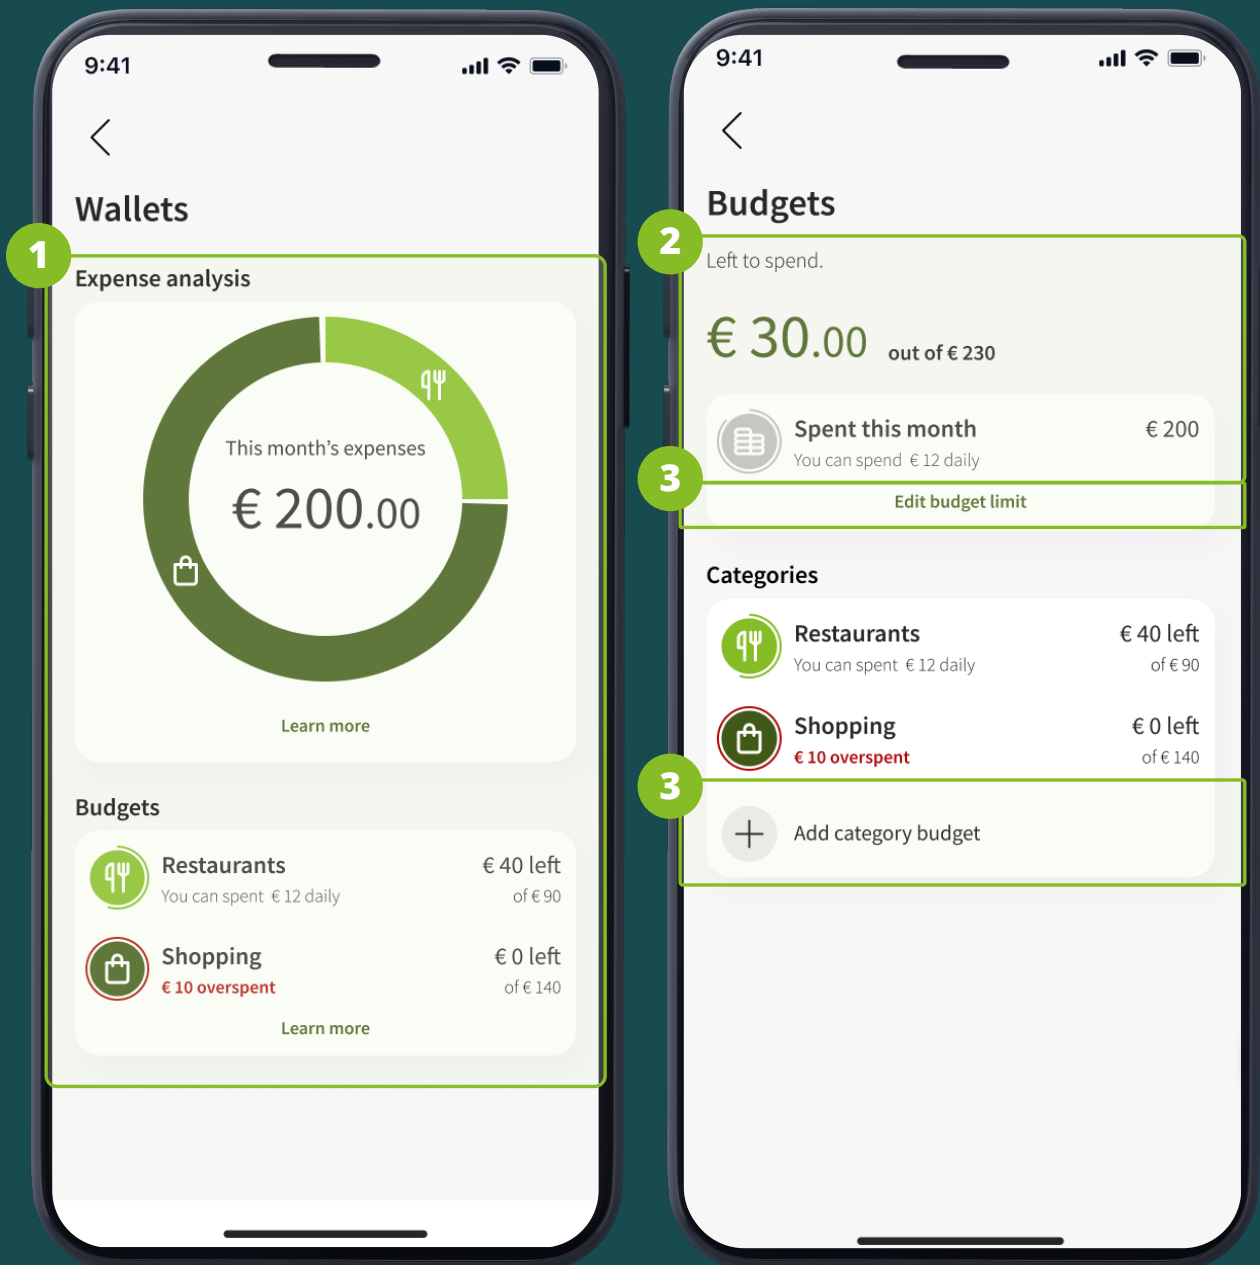 9:41
Wallets
1
Expense analysis
This month's expenses
€ 200.00
Learn more
Budgets
Restaurants € 40 left
You can spent € 12 daily of € 90
Shopping € 0 left
€ 10 overspent of € 140
Learn more
9:41
Budgets
2
Left to spend.
€ 30.00 out of € 230
Spent this month € 200
You can spend € 12 daily
3
Edit budget limit
Categories
Restaurants € 40 left
You can spent € 12 daily of € 90
Shopping € 0 left
€ 10 overspent of € 140
3
Add category budget